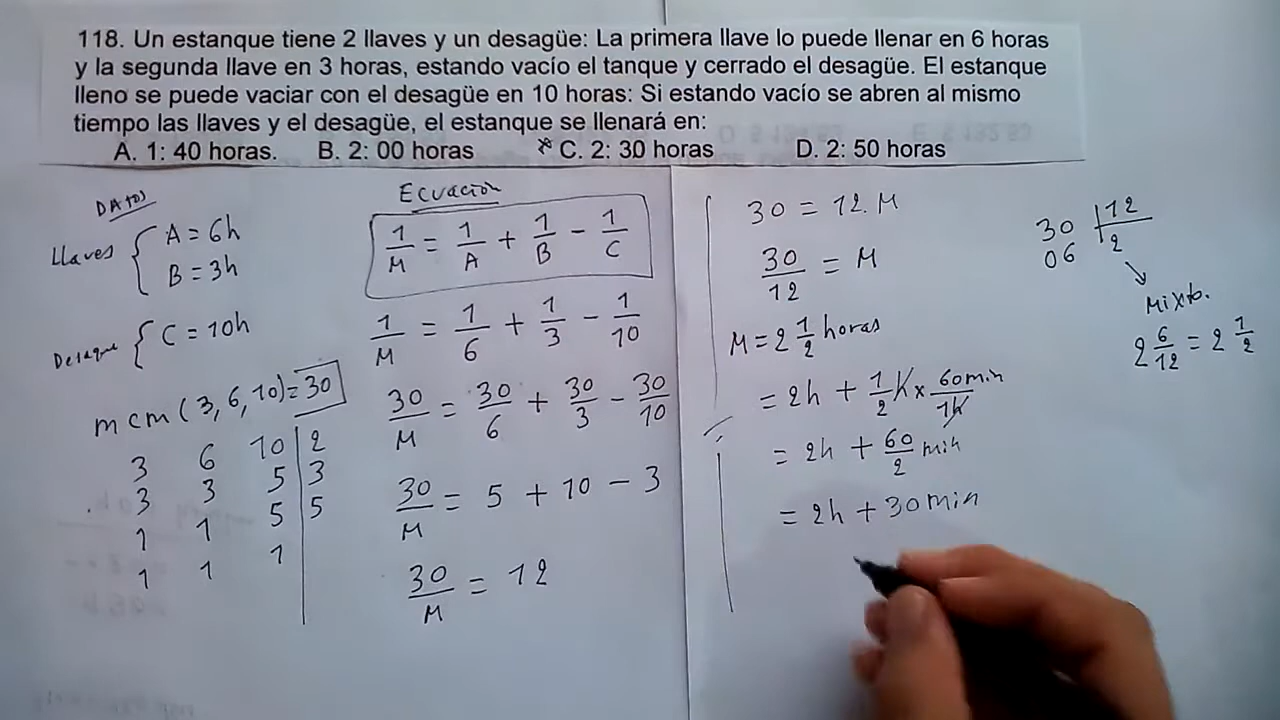 118. Un estanque tiene 2 llaves y un desagüe: La primera llave lo puede llenar en 6 horas
y la segunda llave en 3 horas, estando vacío el tanque y cerrado el desagüe. El estanque
lleno se puede vaciar con el desagüe en 10 horas: Si estando vacío se abren al mismo
tiempo las llaves y el desagüe, el estanque se llenará en:
A. 1: 40 horas. B. 2: 00 horas * C. 2: 30 horas D. 2: 50 horas
DATOS
Llaves { A = 6h
B = 3h
Desague { C = 10h
mcm (3, 6, 10) = 30
3 6 10 | 2
3 3 5 | 3
1 1 5 | 5
1 1 1
Ecuación
1/M = 1/A + 1/B - 1/C
1/M = 1/6 + 1/3 - 1/10
30/M = 30/6 + 30/3 - 30/10
30/M = 5 + 10 - 3
30/M = 12
30 = 12.M
30/12 = M
M = 2 1/2 horas
= 2h + 1/2 h x 60min/1h
= 2h + 60/2 min
= 2h + 30min
30 | 12
06 2
Mixto.
2 6/12 = 2 1/2